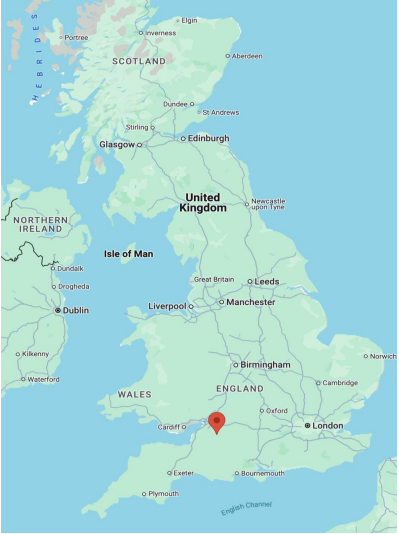 Elgin
Inverness
Portree
HEBRIDES
Aberdeen
SCOTLAND
Dundee
St Andrews
Stirling
Edinburgh
Glasgow
United
Kingdom
Newcastle
upon Tyne
NORTHERN
IRELAND
Isle of Man
Dundalk
Great Britain
Leeds
Drogheda
Manchester
Liverpool
Dublin
Kilkenny
Norwich
Birmingham
Waterford
Cambridge
ENGLAND
WALES
Oxford
Cardiff
London
Exeter
Bournemouth
Plymouth
English Channel